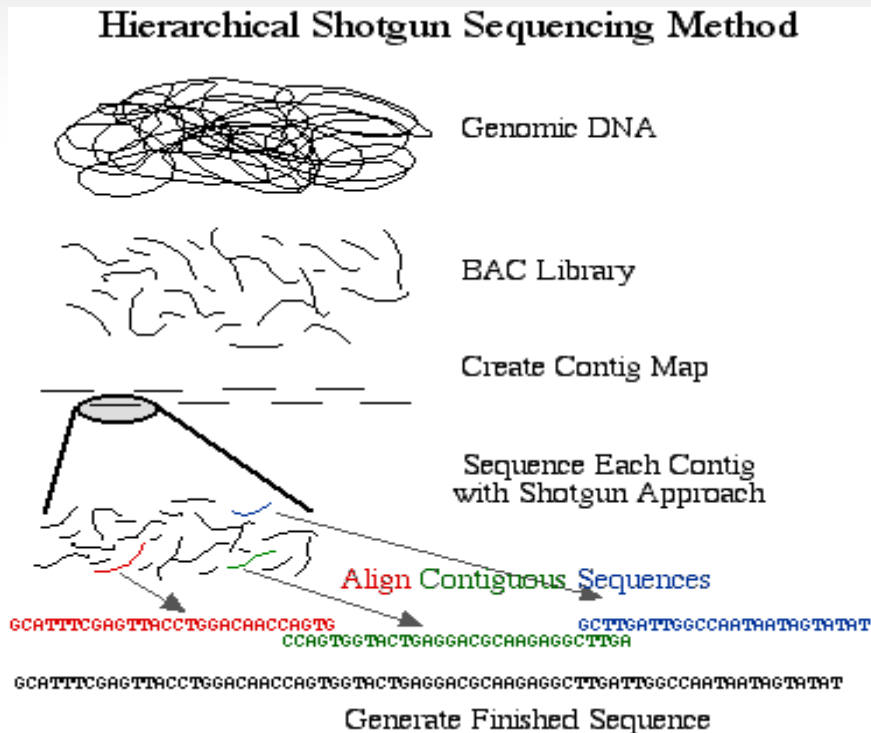 Hierarchical Shotgun Sequencing Method
Genomic DNA
BAC Library
Create Contig Map
Sequence Each Contig
with Shotgun Approach
Align Contiguous Sequences
GCATTTCGAGTTACCTGGACAACCAGTG
GCTTGATTGGCCAATAATAGTATAT
CCAGTGGTACTGAGGACGCAAGAGGCTTGA
GCATTTCGAGTTACCTGGACAACCAGTGGTACTGAGGACGCAAGAGGCTTGATTGGCCAATAATAGTATAT
Generate Finished Sequence